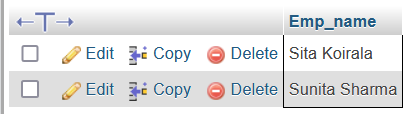 ←T→ Emp_name
Edit Copy Delete Sita Koirala
Edit Copy Delete Sunita Sharma